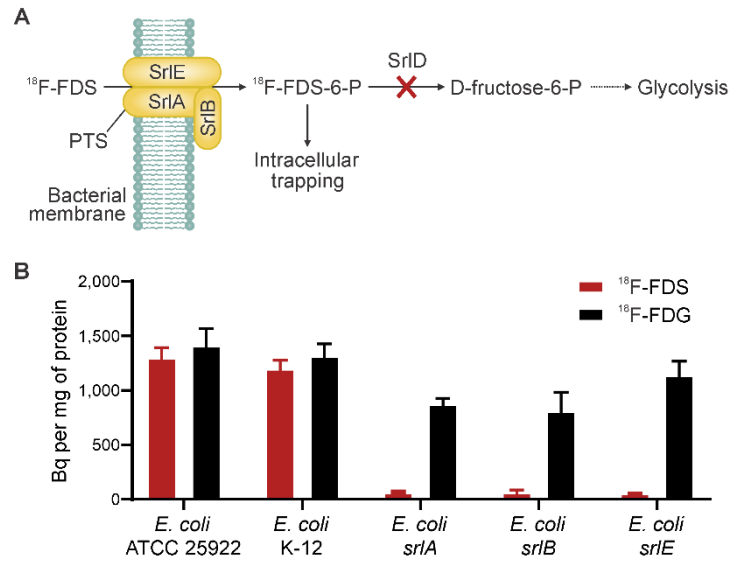 A
SrlE
SrlD
¹⁸F-FDS
¹⁸F-FDS-6-P
D-fructose-6-P
Glycolysis
SrlA
SrlB
PTS
Intracellular
trapping
Bacterial
membrane
B
Bq per mg of protein
2,000
1,500
1,000
500
0
¹⁸F-FDS
¹⁸F-FDG
E. coli
ATCC 25922
E. coli
K-12
E. coli
srlA
E. coli
srlB
E. coli
srlE